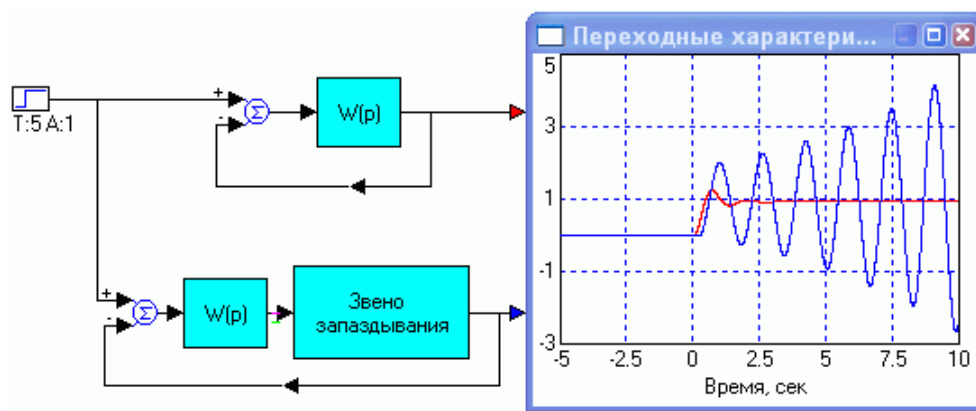 Переходные характери...
T:5 A:1
+
-
Σ
W(p)
+
-
Σ
W(p)
Звено
запаздывания
5
3
1
-1
-3
-5
-2.5
0
2.5
5
7.5
10
Время, сек